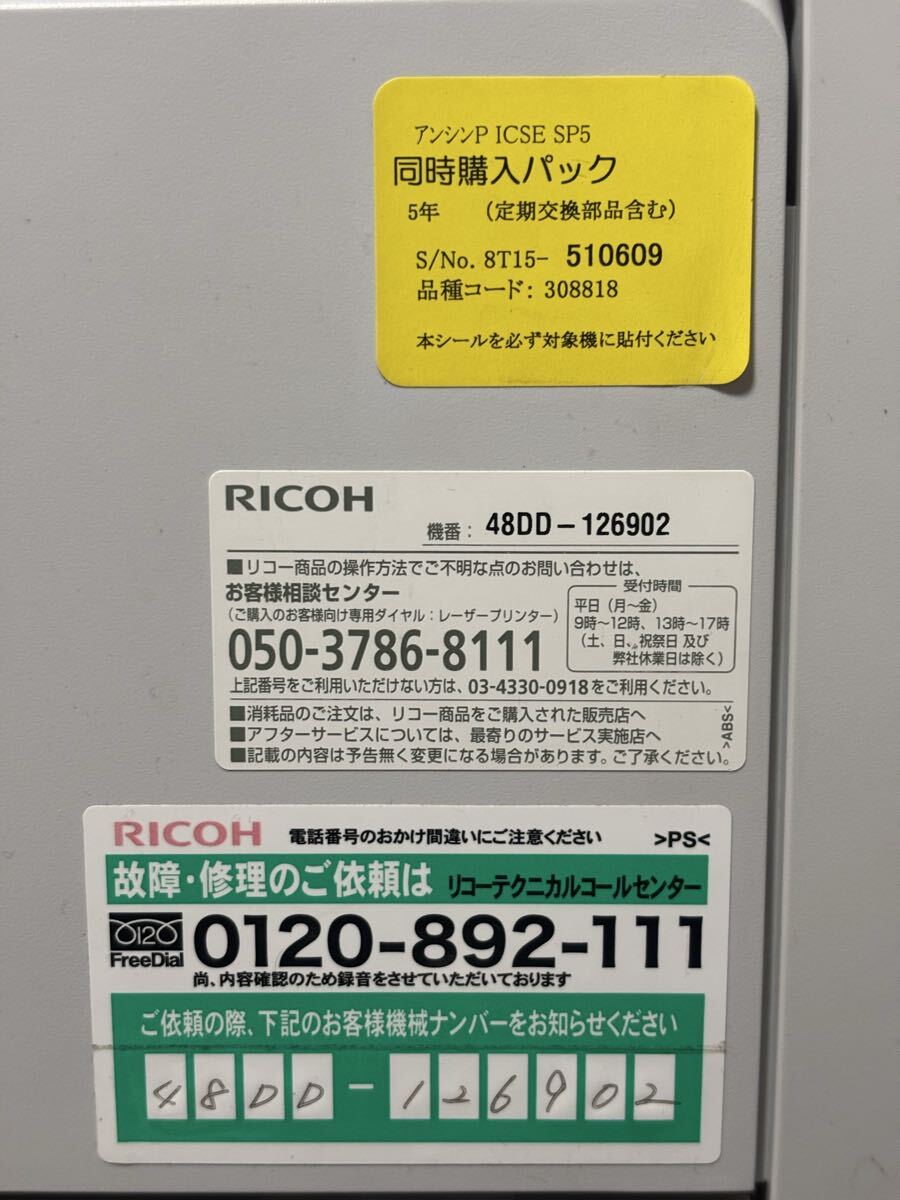 アンシンP ICSE SP5
同時購入パック
5年 （定期交換部品含む）
S/No. 8T15- 510609
品種コード: 308818
本シールを必ず対象機に貼付ください
RICOH
機番： 48DD－126902
■リコー商品の操作方法でご不明な点のお問い合わせは、
お客様相談センター
（ご購入のお客様向け専用ダイヤル：レーザープリンター）
050-3786-8111
受付時間
平日（月～金）
9時～12時、13時～17時
（土、日、祝祭日 及び
弊社休業日は除く）
上記番号をご利用いただけない方は、03-4330-0918をご利用ください。
■消耗品のご注文は、リコー商品をご購入された販売店へ
■アフターサービスについては、最寄りのサービス実施店へ
■記載の内容は予告無く変更になる場合があります。ご了承ください。
>ABS<
RICOH 電話番号のおかけ間違いにご注意ください >PS<
故障・修理のご依頼は リコーテクニカルコールセンター
0120 FreeDial 0120-892-111
尚、内容確認のため録音をさせていただいております
ご依頼の際、下記のお客様機械ナンバーをお知らせください
48DD－126902